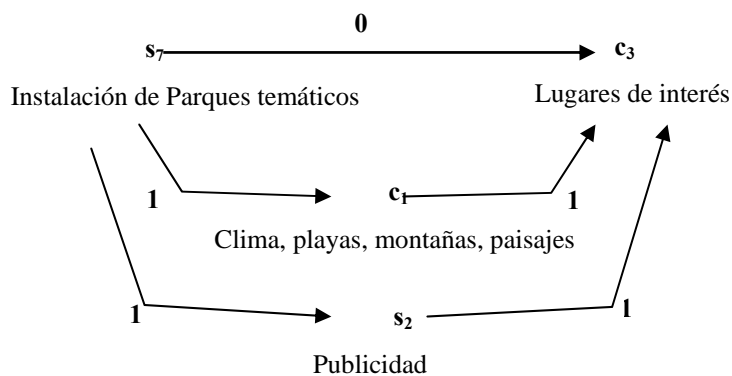 0
s₇ c₃
Instalación de Parques temáticos Lugares de interés
1 c₁ 1
Clima, playas, montañas, paisajes
1 s₂ 1
Publicidad